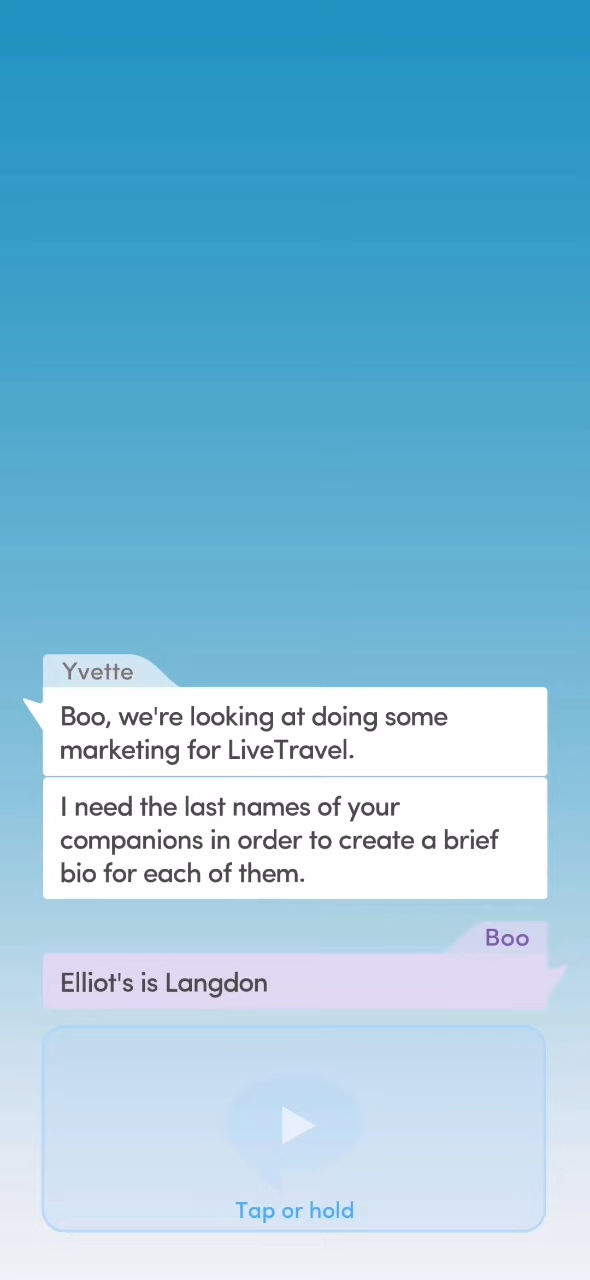 Yvette
Boo, we're looking at doing some
marketing for LiveTravel.
I need the last names of your
companions in order to create a brief
bio for each of them.
Boo
Elliot's is Langdon
Tap or hold